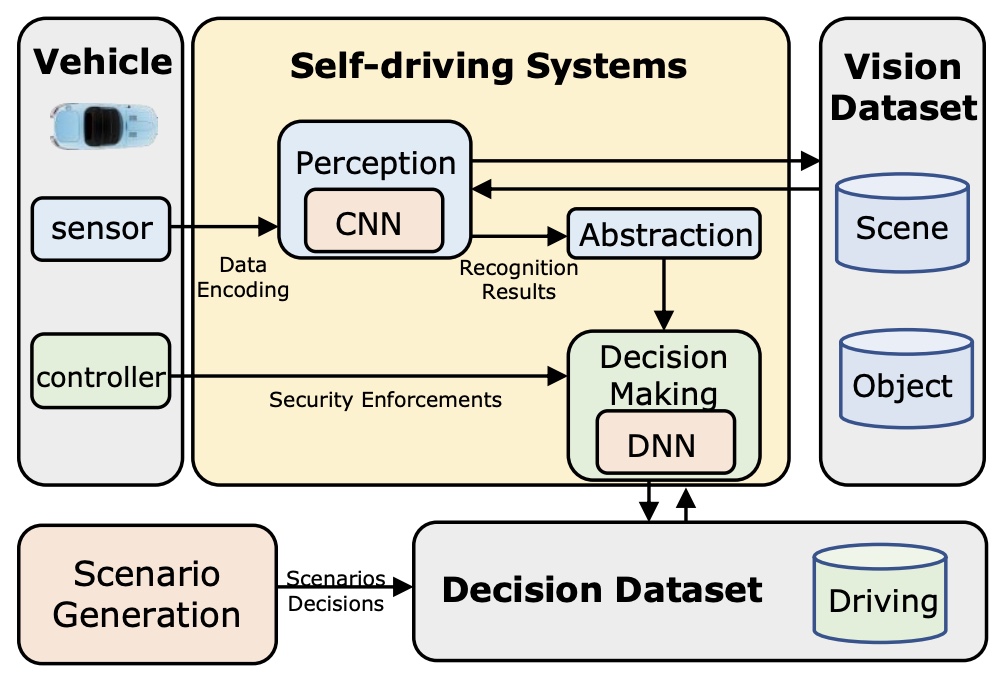 Vehicle
sensor
controller
Self-driving Systems
Perception
CNN
Data
Encoding
Recognition
Results
Abstraction
Security Enforcements
Decision
Making
DNN
Vision
Dataset
Scene
Object
Scenario
Generation
Scenarios
Decisions
Decision Dataset
Driving